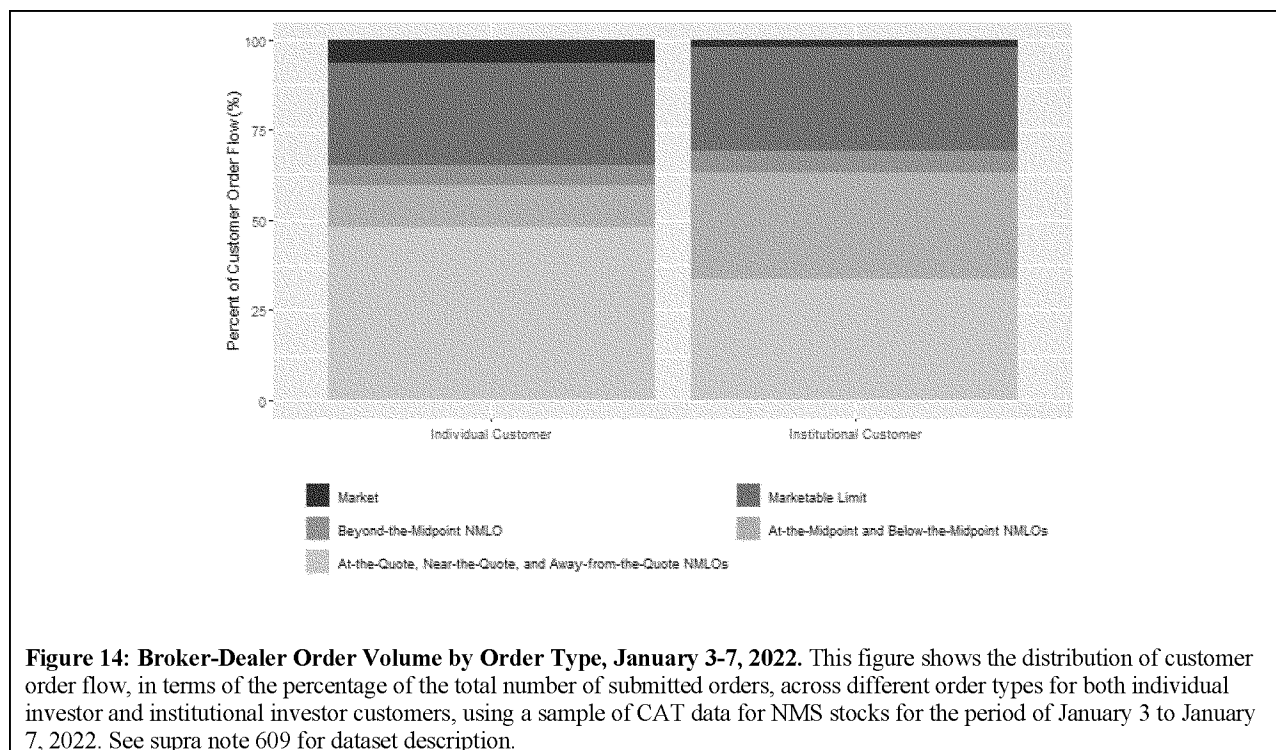 100
75
50
25
0
Percent of Customer Order Flow (%)
Individual Customer
Institutional Customer
Market
Marketable Limit
Beyond-the-Midpoint NMLO
At-the-Midpoint and Below-the-Midpoint NMLOs
At-the-Quote, Near-the-Quote, and Away-from-the-Quote NMLOs
Figure 14: Broker-Dealer Order Volume by Order Type, January 3-7, 2022. This figure shows the distribution of customer
order flow, in terms of the percentage of the total number of submitted orders, across different order types for both individual
investor and institutional investor customers, using a sample of CAT data for NMS stocks for the period of January 3 to January
7, 2022. See supra note 609 for dataset description.